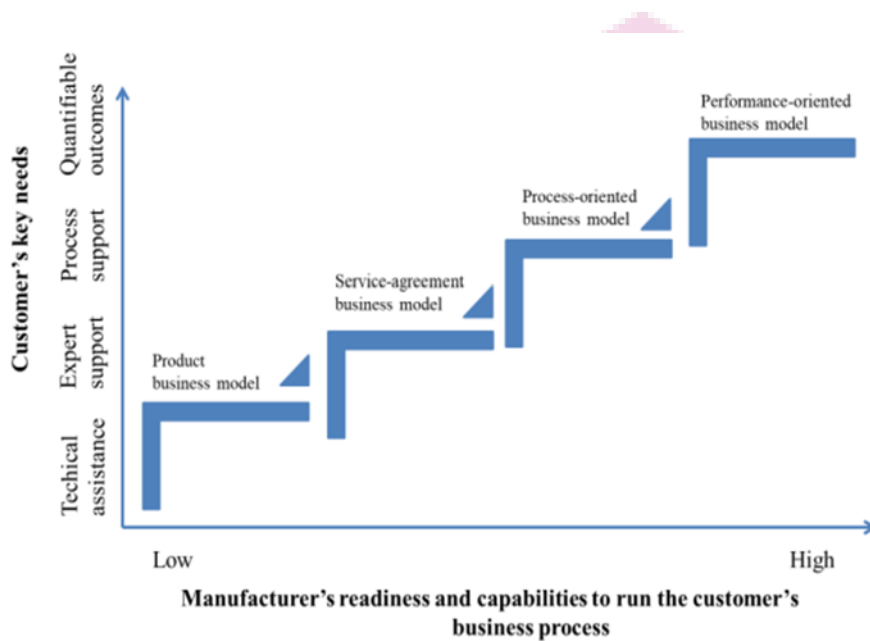 Performance-oriented
business model
Process-oriented
business model
Service-agreement
business model
Product
business model
Customer's key needs
Quantifiable
outcomes
Process
support
Expert
support
Techical
assistance
Low
High
Manufacturer's readiness and capabilities to run the customer's
business process